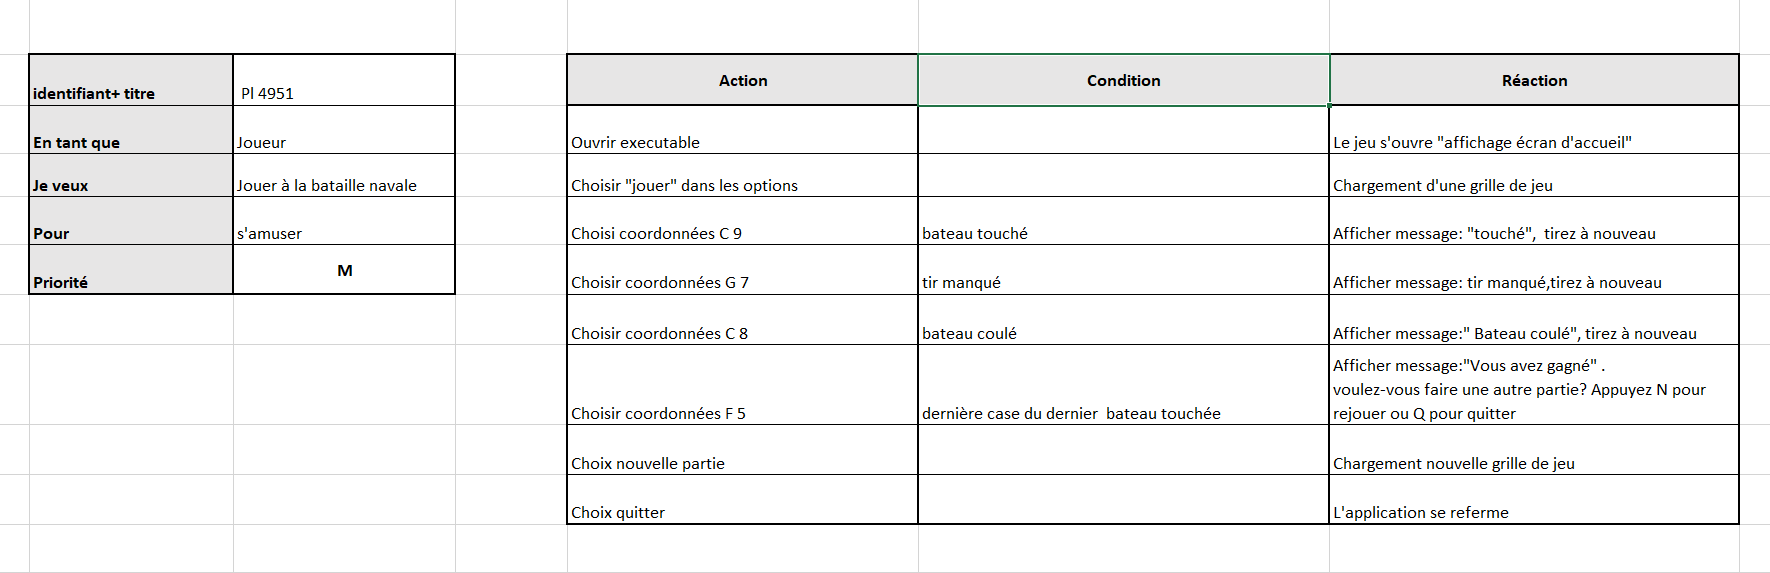 identifiant+ titre Pl 4951
En tant que Joueur
Je veux Jouer à la bataille navale
Pour s'amuser
Priorité M
Action Condition Réaction
Ouvrir executable Le jeu s'ouvre "affichage écran d'accueil"
Choisir "jouer" dans les options Chargement d'une grille de jeu
Choisi coordonnées C 9 bateau touché Afficher message: "touché",  tirez à nouveau
Choisir coordonnées G 7 tir manqué Afficher message: tir manqué,tirez à nouveau
Choisir coordonnées C 8 bateau coulé Afficher message:" Bateau coulé", tirez à nouveau
Afficher message:"Vous avez gagné" .
voulez-vous faire une autre partie? Appuyez N pour
Choisir coordonnées F 5 dernière case du dernier  bateau touchée rejouer ou Q pour quitter
Choix nouvelle partie Chargement nouvelle grille de jeu
Choix quitter L'application se referme